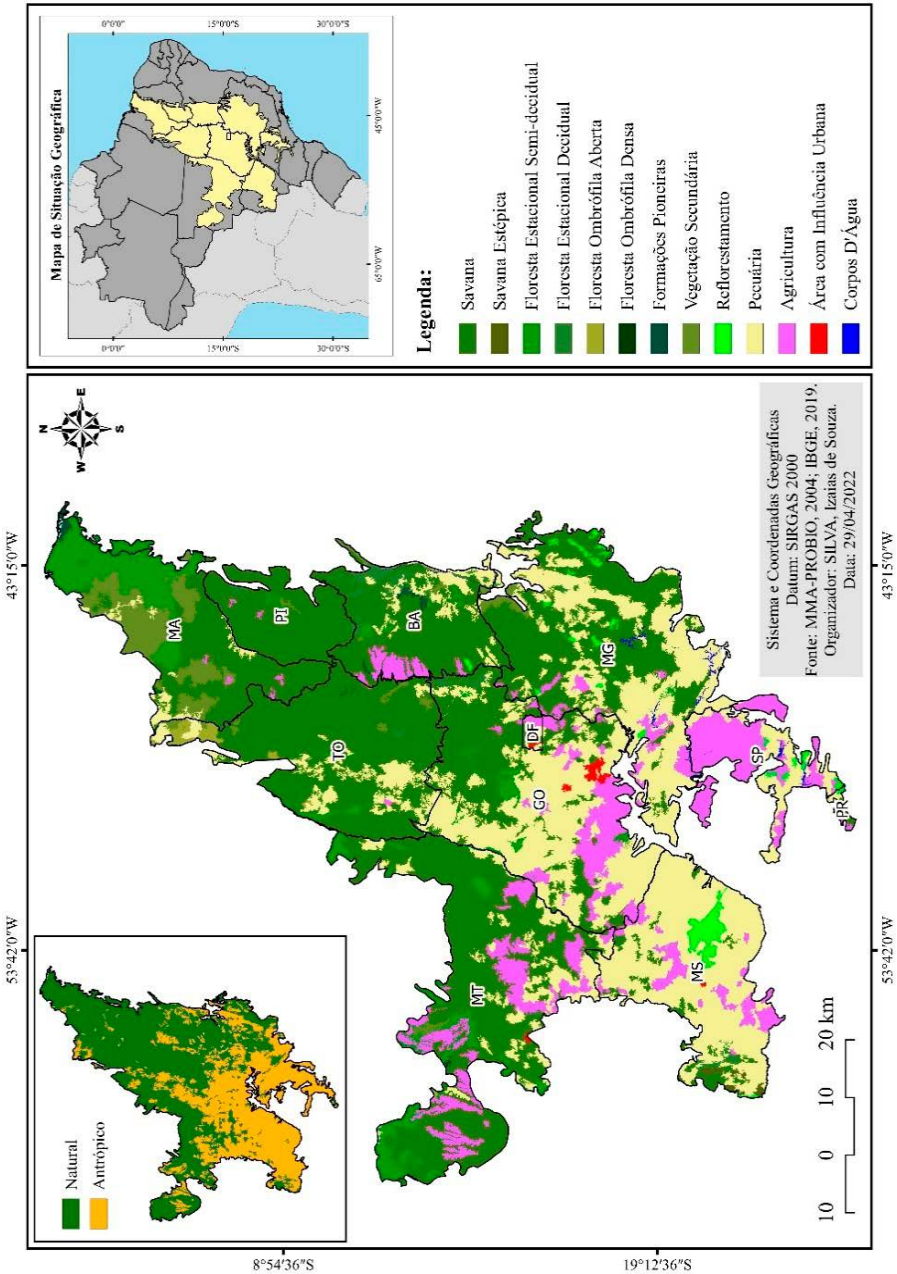 53°42'0"W
43°15'0"W
8°54'36"S
19°12'36"S
Natural
Antrópico
N
W
E
S
MA
PI
TO
BA
MT
GO
DF
MG
MS
SP
PR
10 0 10 20 km
Sistema e Coordenadas Geográficas
Datum: SIRGAS 2000
Fonte: MMA-PROBIO, 2004; IBGE, 2019.
Organizador: SILVA, Izaias de Souza.
Data: 29/04/2022
53°42'0"W
43°15'0"W
Mapa de Situação Geográfica
0°0'0"
15°0'0"S
30°0'0"S
0°0'0"
15°0'0"S
30°0'0"S
65°0'0"W
45°0'0"W
Legenda:
Savana
Savana Estépica
Floresta Estacional Semi-decidual
Floresta Estacional Decidual
Floresta Ombrófila Aberta
Floresta Ombrófila Densa
Formações Pioneiras
Vegetação Secundária
Reflorestamento
Pecuária
Agricultura
Área com Influência Urbana
Corpos D'Água